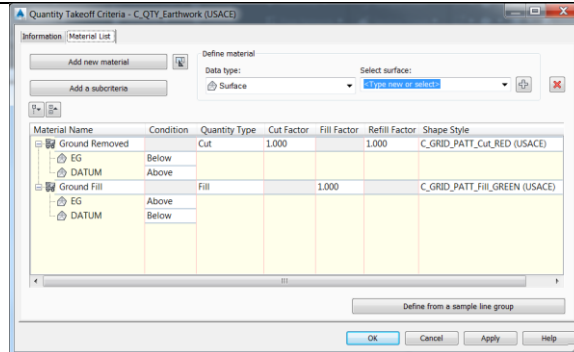 Quantity Takeoff Criteria - C_QTY_Earthwork (USACE)
Information Material List
Define material
Add new material
Data type: Select surface:
Surface <Type new or select>
Add a subcriteria
Material Name Condition Quantity Type Cut Factor Fill Factor Refill Factor Shape Style
Ground Removed Cut 1.000 1.000 C_GRID_PATT_Cut_RED (USACE)
EG Below
DATUM Above
Ground Fill Fill 1.000 C_GRID_PATT_Fill_GREEN (USACE)
EG Above
DATUM Below
Define from a sample line group
OK Cancel Apply Help